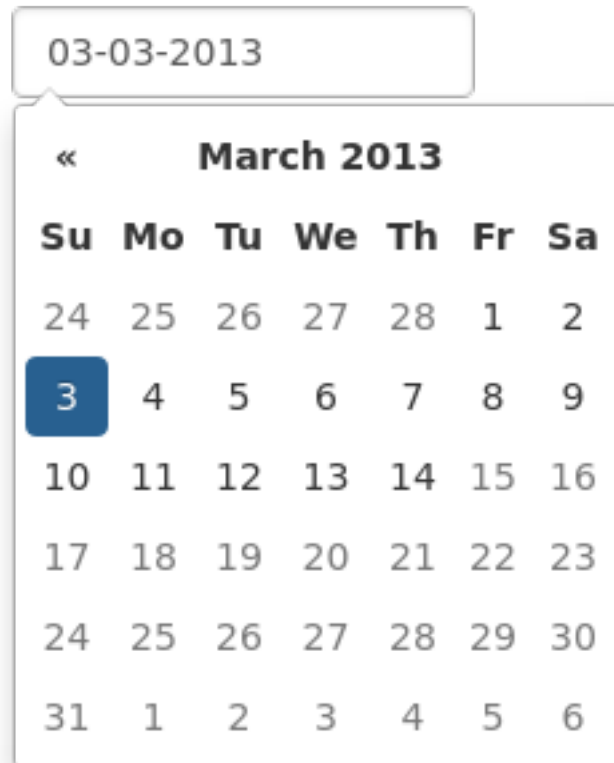 03-03-2013
« March 2013
Su Mo Tu We Th Fr Sa
24 25 26 27 28 1 2
3 4 5 6 7 8 9
10 11 12 13 14 15 16
17 18 19 20 21 22 23
24 25 26 27 28 29 30
31 1 2 3 4 5 6